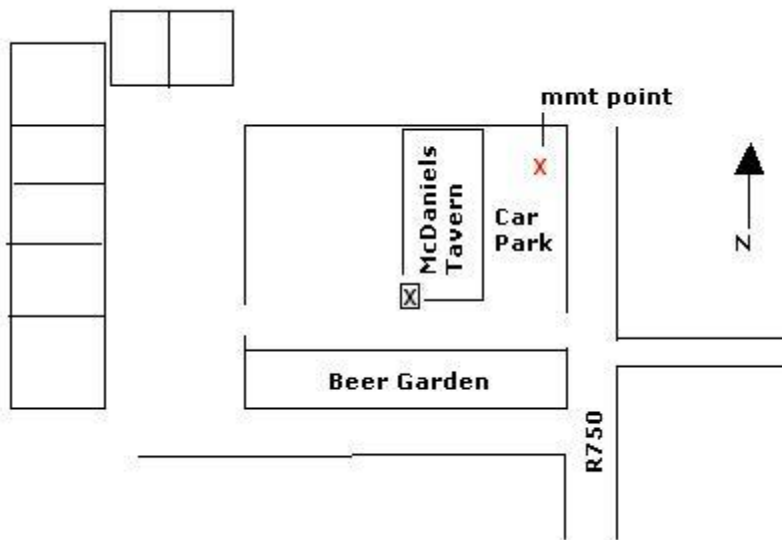 mmt point
X
McDaniels
Tavern
Car
Park
N
X
Beer Garden
R750